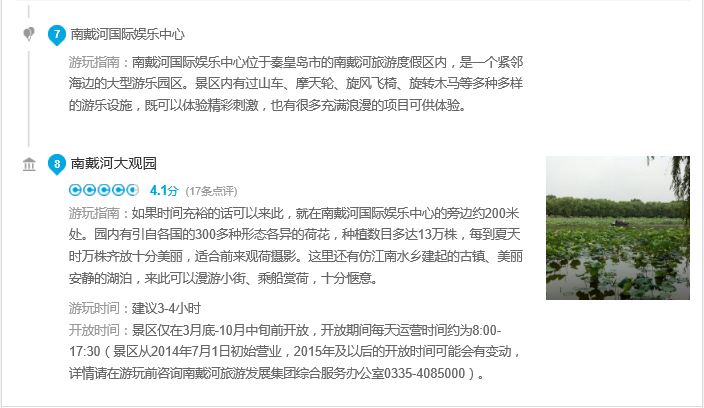 7 南戴河国际娱乐中心
游玩指南：南戴河国际娱乐中心位于秦皇岛市的南戴河旅游度假区内，是一个紧邻
海边的大型游乐园区。景区内有过山车、摩天轮、旋风飞椅、旋转木马等多种多样
的游乐设施，既可以体验精彩刺激，也有很多充满浪漫的项目可供体验。
8 南戴河大观园
4.1分 (17条点评)
游玩指南：如果时间充裕的话可以来此，就在南戴河国际娱乐中心的旁边约200米
处。园内有引自各国的300多种形态各异的荷花，种植数目多达13万株，每到夏天
时万株齐放十分美丽，适合前来观荷摄影。这里还有仿江南水乡建起的古镇、美丽
安静的湖泊，来此可以漫游小街、乘船赏荷，十分惬意。
游玩时间：建议3-4小时
开放时间：景区仅在3月底-10月中旬前开放，开放期间每天运营时间约为8:00-
17:30（景区从2014年7月1日初始营业，2015年及以后的开放时间可能会有变动，
详情请在游玩前咨询南戴河旅游发展集团综合服务办公室0335-4085000）。